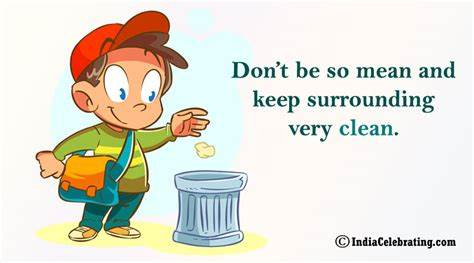 Don't be so mean and
keep surrounding
very clean.
© IndiaCelebrating.com